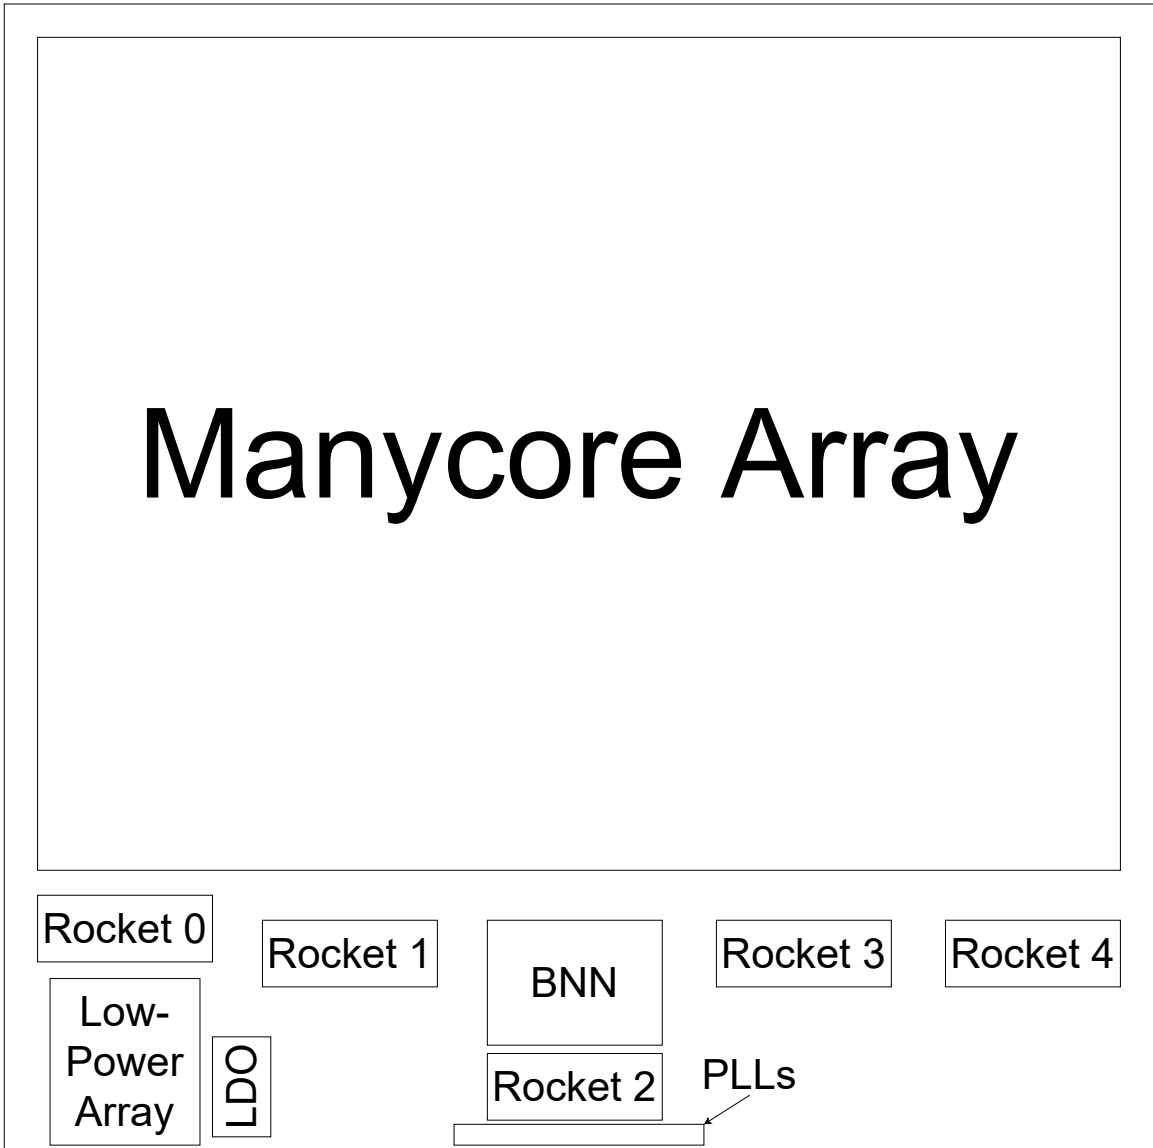 Manycore Array
Rocket 0
Rocket 1
BNN
Rocket 3
Rocket 4
Low-
Power
Array
LDO
Rocket 2
PLLs